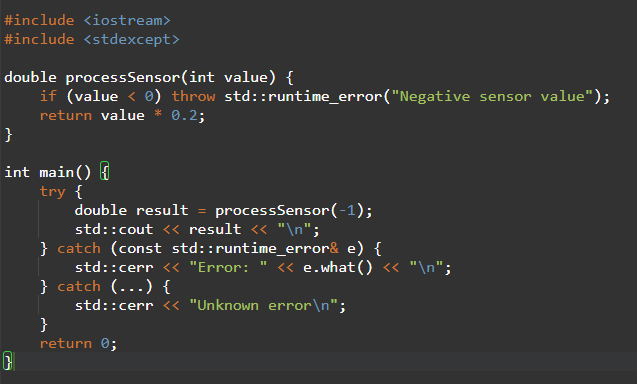 #include <iostream>
#include <stdexcept>

double processSensor(int value) {
    if (value < 0) throw std::runtime_error("Negative sensor value");
    return value * 0.2;
}

int main() {
    try {
        double result = processSensor(-1);
        std::cout << result << "\n";
    } catch (const std::runtime_error& e) {
        std::cerr << "Error: " << e.what() << "\n";
    } catch (...) {
        std::cerr << "Unknown error\n";
    }
    return 0;
}